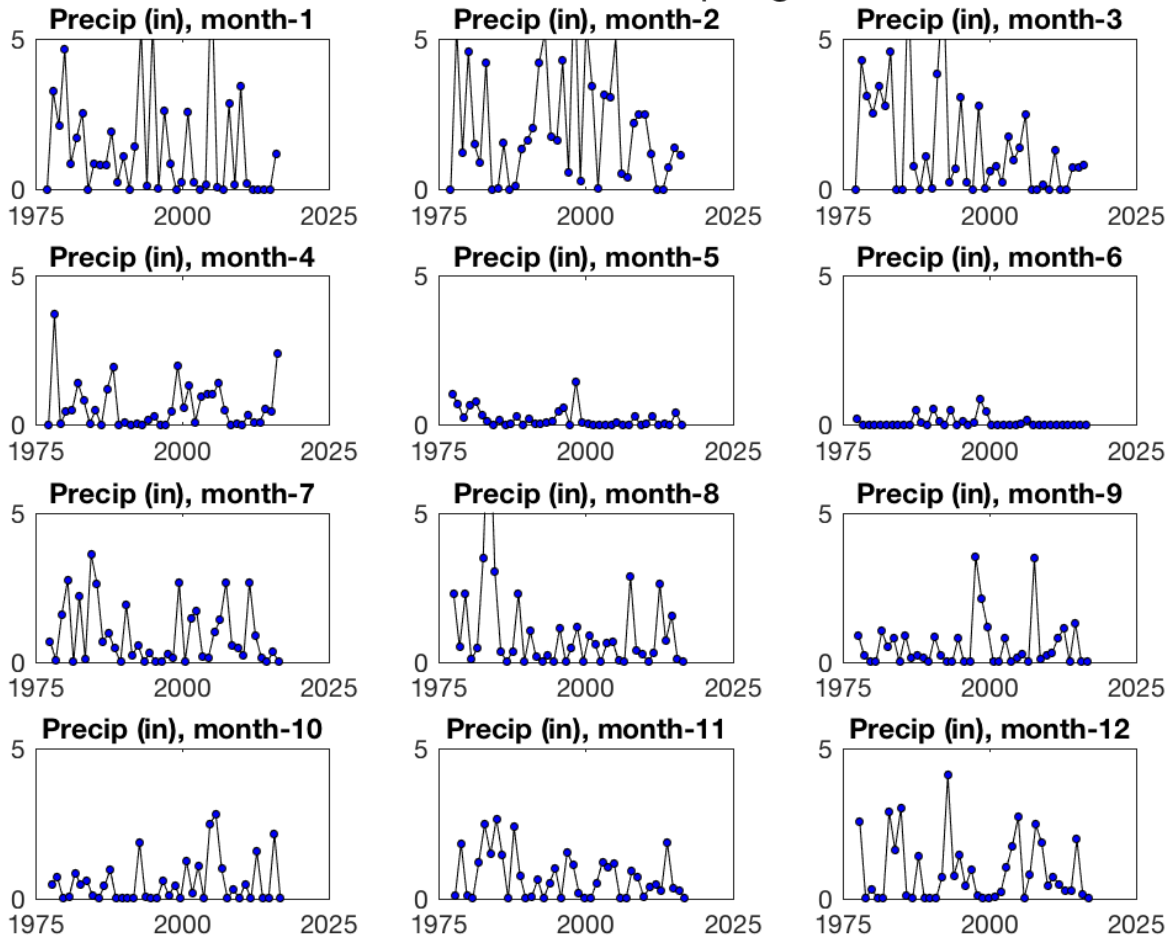 Precip (in), month-1 Precip (in), month-2 Precip (in), month-3
5 5 5
0 0 0
1975 2000 2025 1975 2000 2025 1975 2000 2025
Precip (in), month-4 Precip (in), month-5 Precip (in), month-6
5 5 5
0 0 0
1975 2000 2025 1975 2000 2025 1975 2000 2025
Precip (in), month-7 Precip (in), month-8 Precip (in), month-9
5 5 5
0 0 0
1975 2000 2025 1975 2000 2025 1975 2000 2025
Precip (in), month-10 Precip (in), month-11 Precip (in), month-12
5 5 5
0 0 0
1975 2000 2025 1975 2000 2025 1975 2000 2025